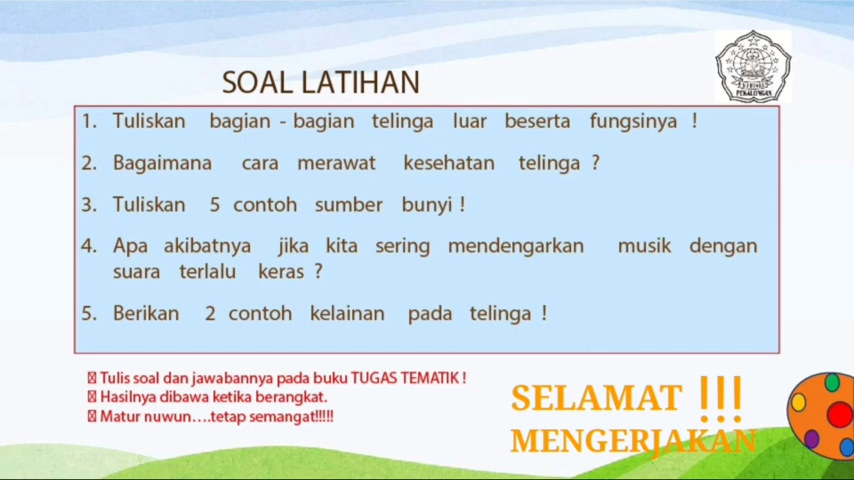 SOAL LATIHAN
PEKALONGAN
1. Tuliskan bagian - bagian telinga luar beserta fungsinya !
2. Bagaimana cara merawat kesehatan telinga ?
3. Tuliskan 5 contoh sumber bunyi !
4. Apa akibatnya jika kita sering mendengarkan musik dengan
suara terlalu keras ?
5. Berikan 2 contoh kelainan pada telinga !
Tulis soal dan jawabannya pada buku TUGAS TEMATIK !
Hasilnya dibawa ketika berangkat.
Matur nuwun....tetap semangat!!!!!
SELAMAT !!!
MENGERJAKAN